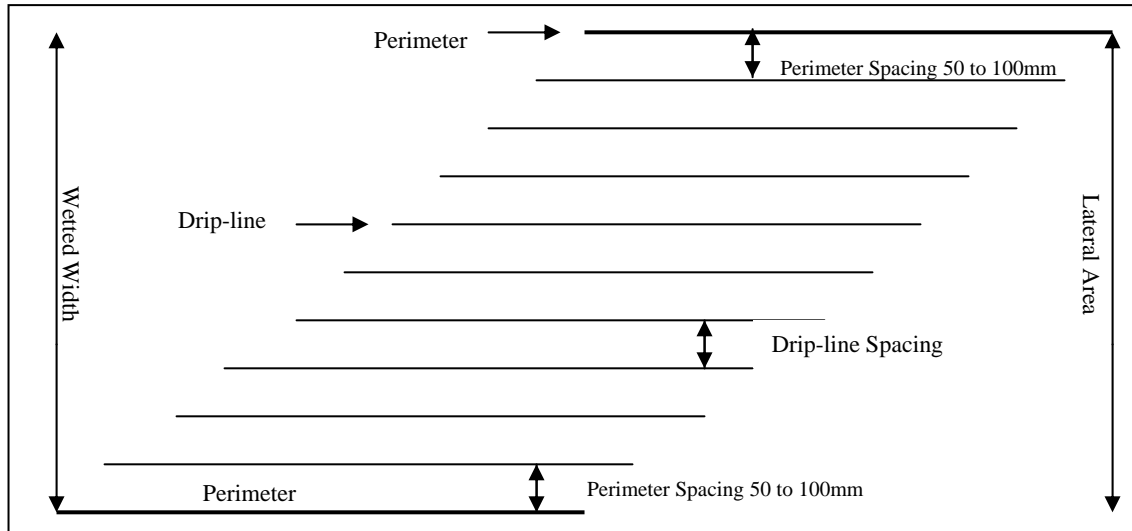 Perimeter
Perimeter Spacing 50 to 100mm
Wetted Width
Lateral Area
Drip-line
Drip-line Spacing
Perimeter
Perimeter Spacing 50 to 100mm